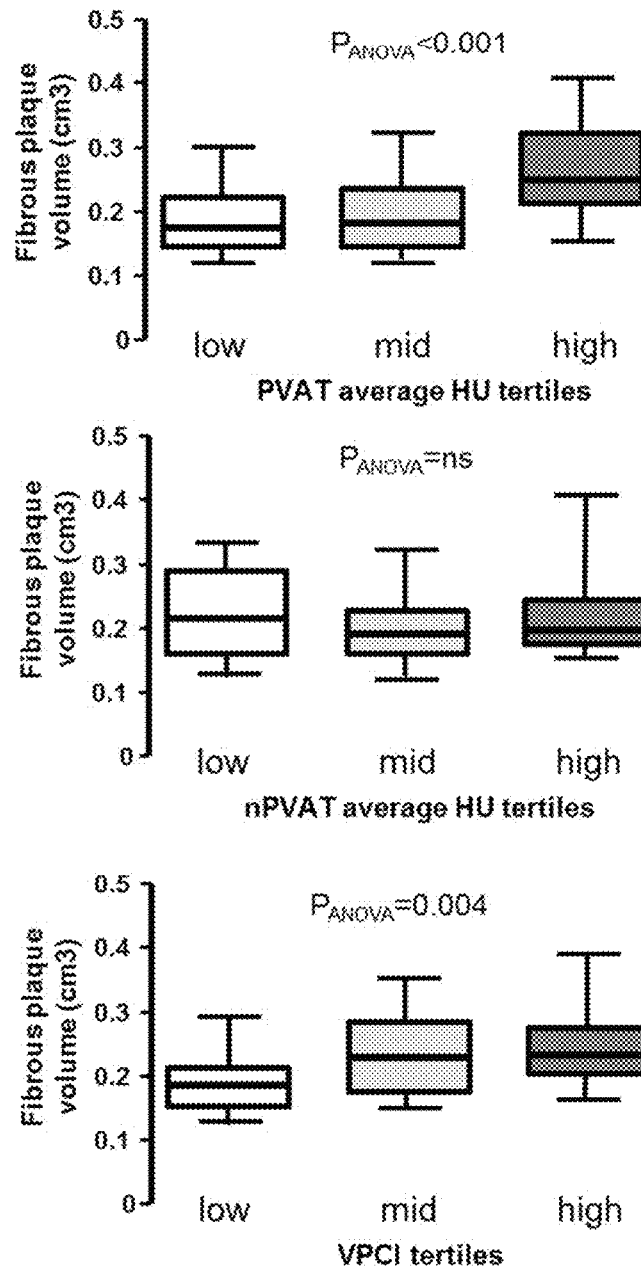 0.5
P_ANOVA<0.001
0.4
0.3
0.2
0.1
0
Fibrous plaque
volume (cm3)
low mid high
PVAT average HU tertiles
0.5
P_ANOVA=ns
0.4
0.3
0.2
0.1
0
Fibrous plaque
volume (cm3)
low mid high
nPVAT average HU tertiles
0.5
P_ANOVA=0.004
0.4
0.3
0.2
0.1
0
Fibrous plaque
volume (cm3)
low mid high
VPCI tertiles